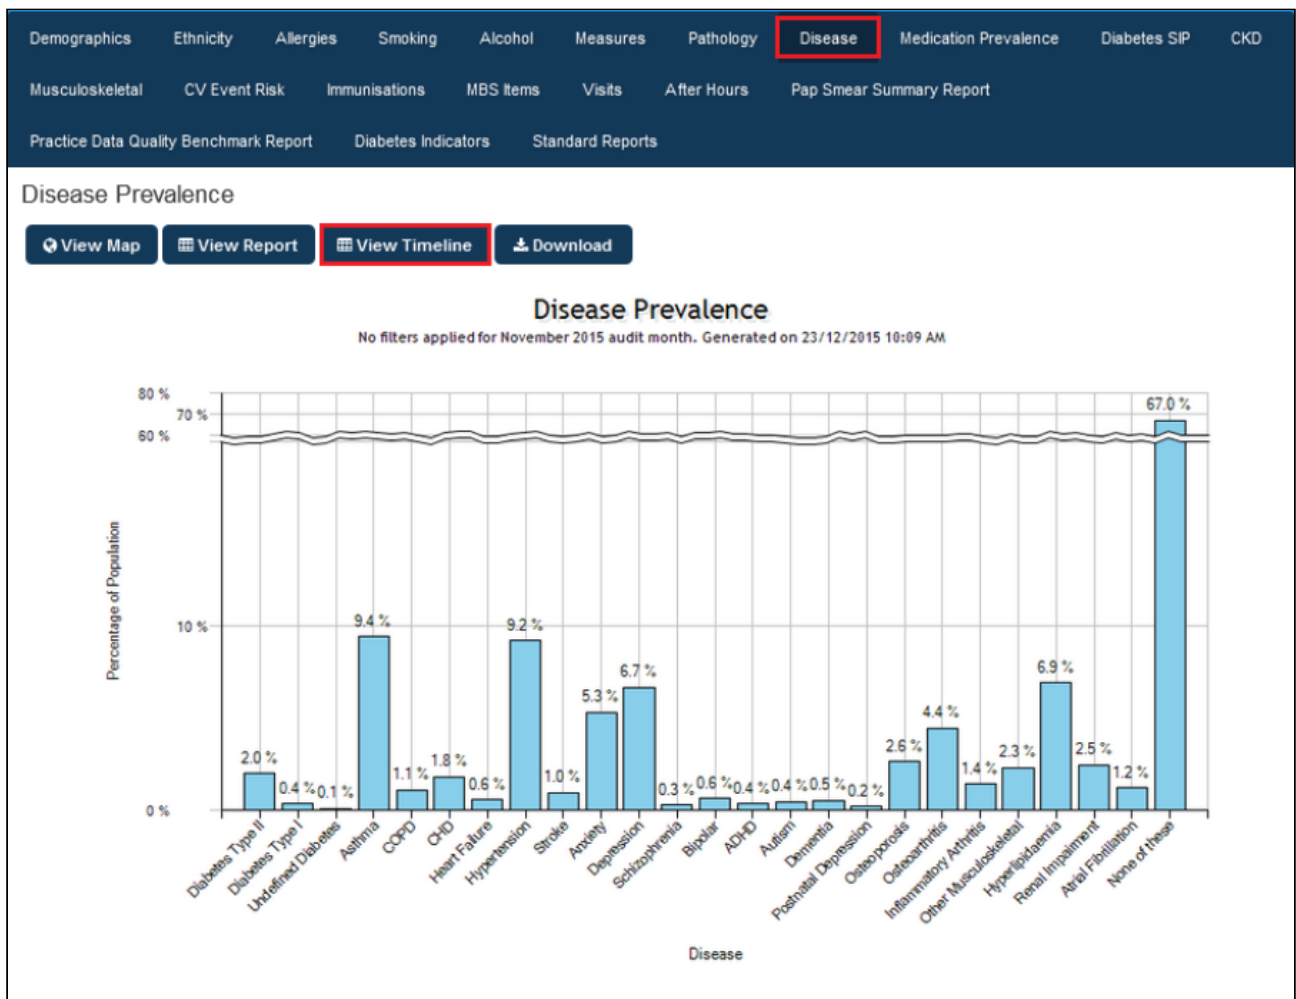 Demographics Ethnicity Allergies Smoking Alcohol Measures Pathology Disease Medication Prevalence Diabetes SIP CKD
Musculoskeletal CV Event Risk Immunisations MBS Items Visits After Hours Pap Smear Summary Report
Practice Data Quality Benchmark Report Diabetes Indicators Standard Reports
Disease Prevalence
View Map View Report View Timeline Download
Disease Prevalence
No filters applied for November 2015 audit month. Generated on 23/12/2015 10:09 AM
80 %
70 %
60 %
10 %
0 %
Percentage of Population
2.0 %
0.4 %
0.1 %
9.4 %
1.1 %
1.8 %
0.6 %
9.2 %
1.0 %
5.3 %
6.7 %
0.3 %
0.6 %
0.4 %
0.4 %
0.5 %
0.2 %
2.6 %
4.4 %
1.4 %
2.3 %
6.9 %
2.5 %
1.2 %
67.0 %
Diabetes Type II
Diabetes Type I
Undefined Diabetes
Asthma
COPD
CHD
Heart Failure
Hypertension
Stroke
Anxiety
Depression
Schizophrenia
Bipolar
ADHD
Autism
Dementia
Postnatal Depression
Osteoporosis
Osteoarthritis
Inflammatory Arthritis
Other Musculoskeletal
Hyperlipidaemia
Renal Impairment
Atrial Fibrillation
None of these
Disease